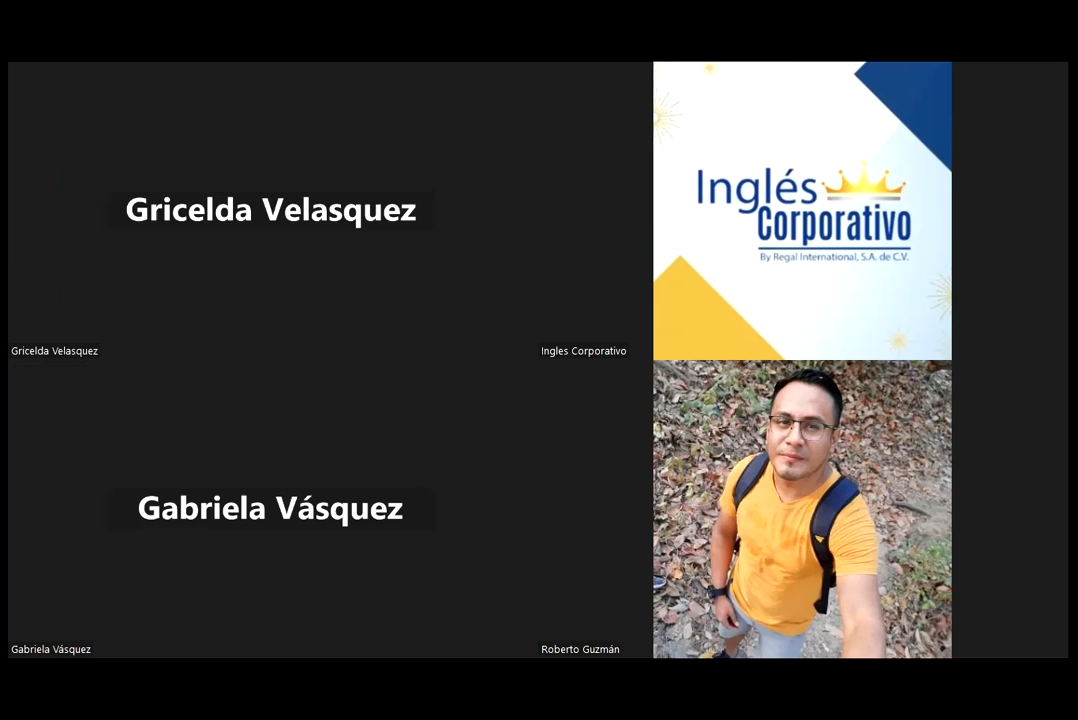 Gricelda Velasquez
Inglés
Corporativo
By Regal International, S.A. de C.V.
Gricelda Velasquez
Ingles Corporativo
Gabriela Vásquez
Gabriela Vásquez
Roberto Guzmán